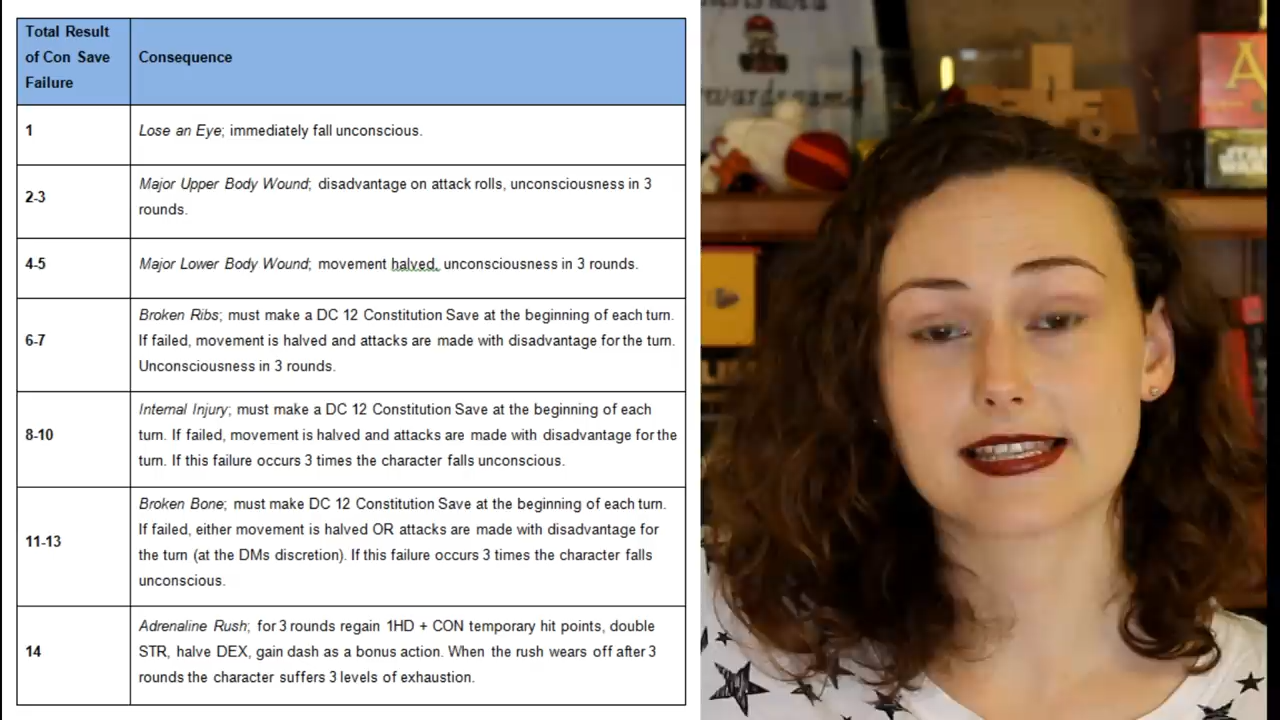 Total Result
of Con Save
Failure
Consequence
1
Lose an Eye; immediately fall unconscious.
2-3
Major Upper Body Wound; disadvantage on attack rolls, unconsciousness in 3
rounds.
4-5
Major Lower Body Wound; movement halved, unconsciousness in 3 rounds.
6-7
Broken Ribs; must make a DC 12 Constitution Save at the beginning of each turn.
If failed, movement is halved and attacks are made with disadvantage for the turn.
Unconsciousness in 3 rounds.
8-10
Internal Injury; must make a DC 12 Constitution Save at the beginning of each
turn. If failed, movement is halved and attacks are made with disadvantage for the
turn. If this failure occurs 3 times the character falls unconscious.
11-13
Broken Bone; must make DC 12 Constitution Save at the beginning of each turn.
If failed, either movement is halved OR attacks are made with disadvantage for
the turn (at the DMs discretion). If this failure occurs 3 times the character falls
unconscious.
14
Adrenaline Rush; for 3 rounds regain 1HD + CON temporary hit points, double
STR, halve DEX, gain dash as a bonus action. When the rush wears off after 3
rounds the character suffers 3 levels of exhaustion.
A
STAR